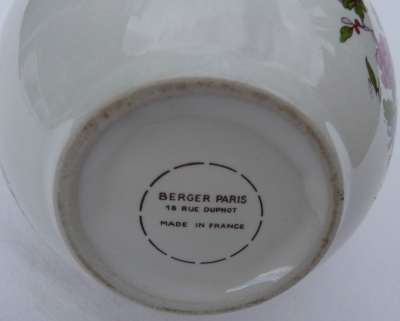 BERGER PARIS
18 RUE DUPHOT
MADE IN FRANCE